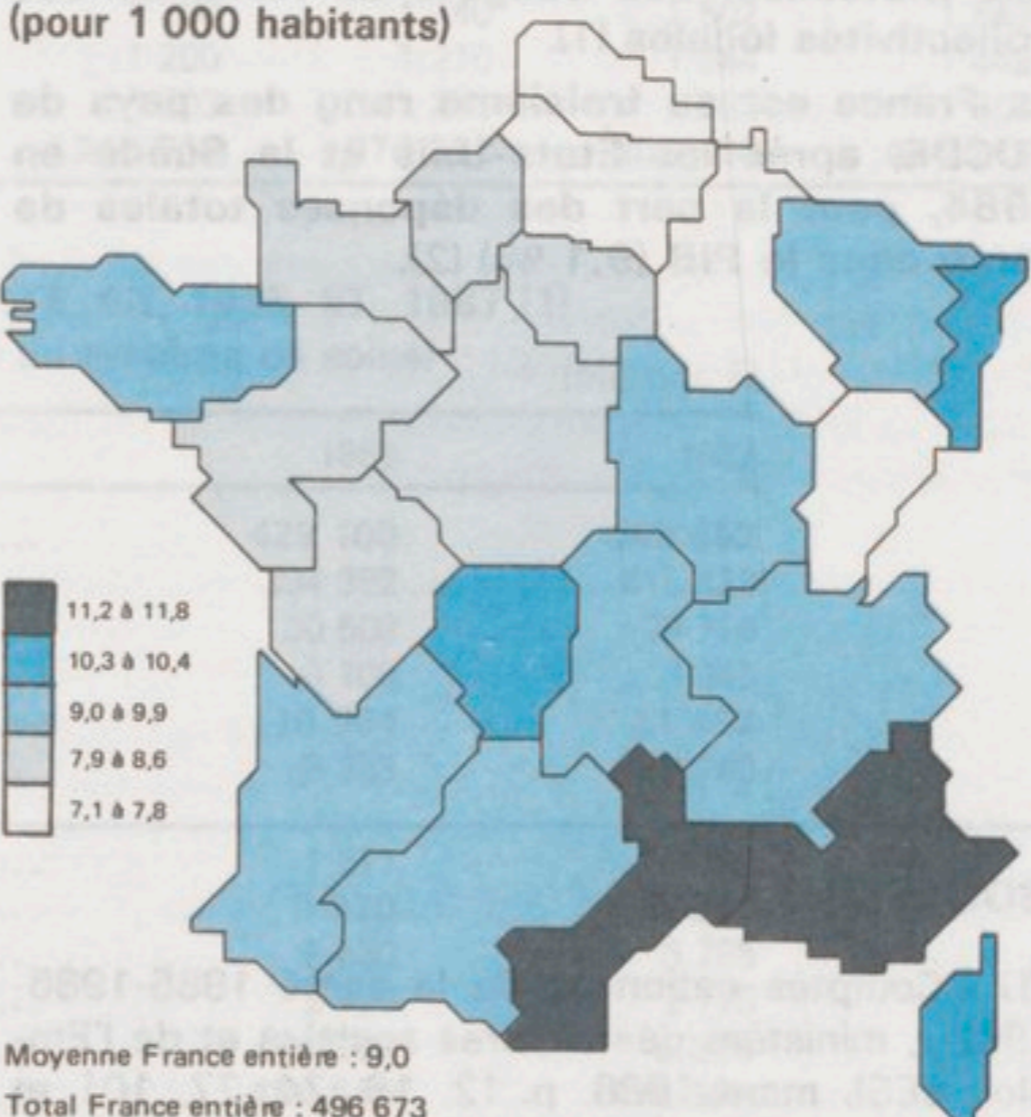 (pour 1 000 habitants)
11,2 à 11,8
10,3 à 10,4
9,0 à 9,9
7,9 à 8,6
7,1 à 7,8
Moyenne France entière : 9,0
Total France entière : 496 673